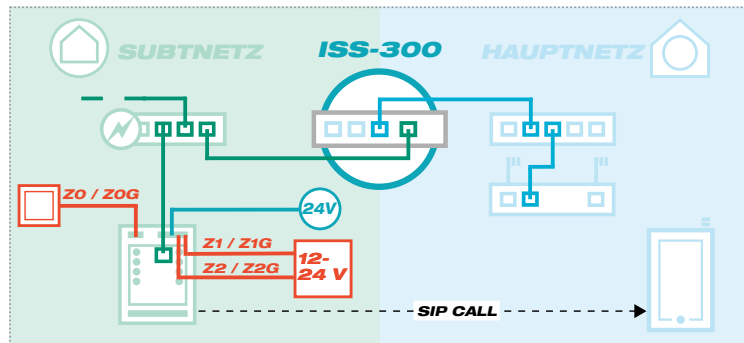 SUBTNETZ
ISS-300
HAUPTNETZ
Z0 / Z0G
24V
Z1 / Z1G
Z2 / Z2G
12-
24 V
SIP CALL